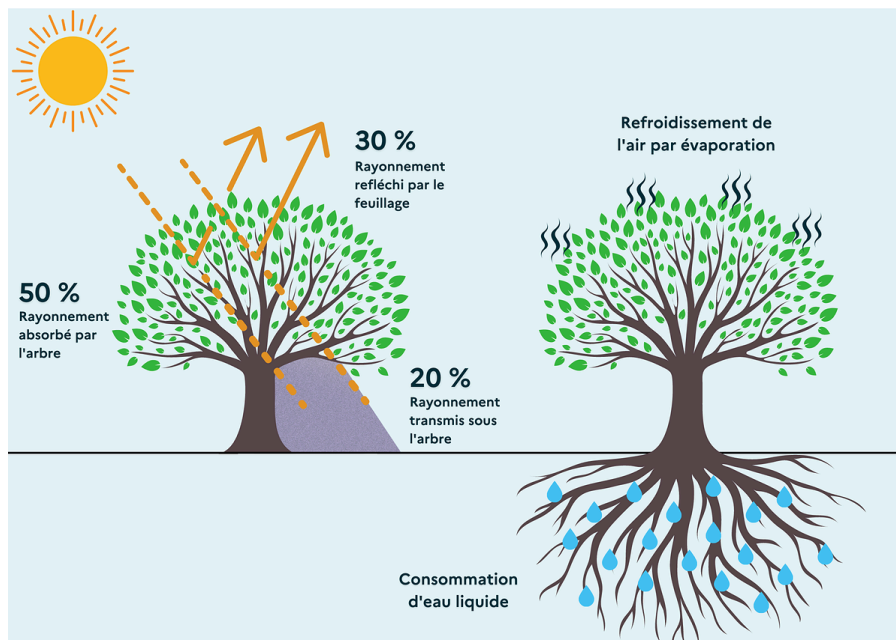 30 %
Rayonnement
refléchi par le
feuillage
50 %
Rayonnement
absorbé par
l'arbre
20 %
Rayonnement
transmis sous
l'arbre
Refroidissement de
l'air par évaporation
Consommation
d'eau liquide